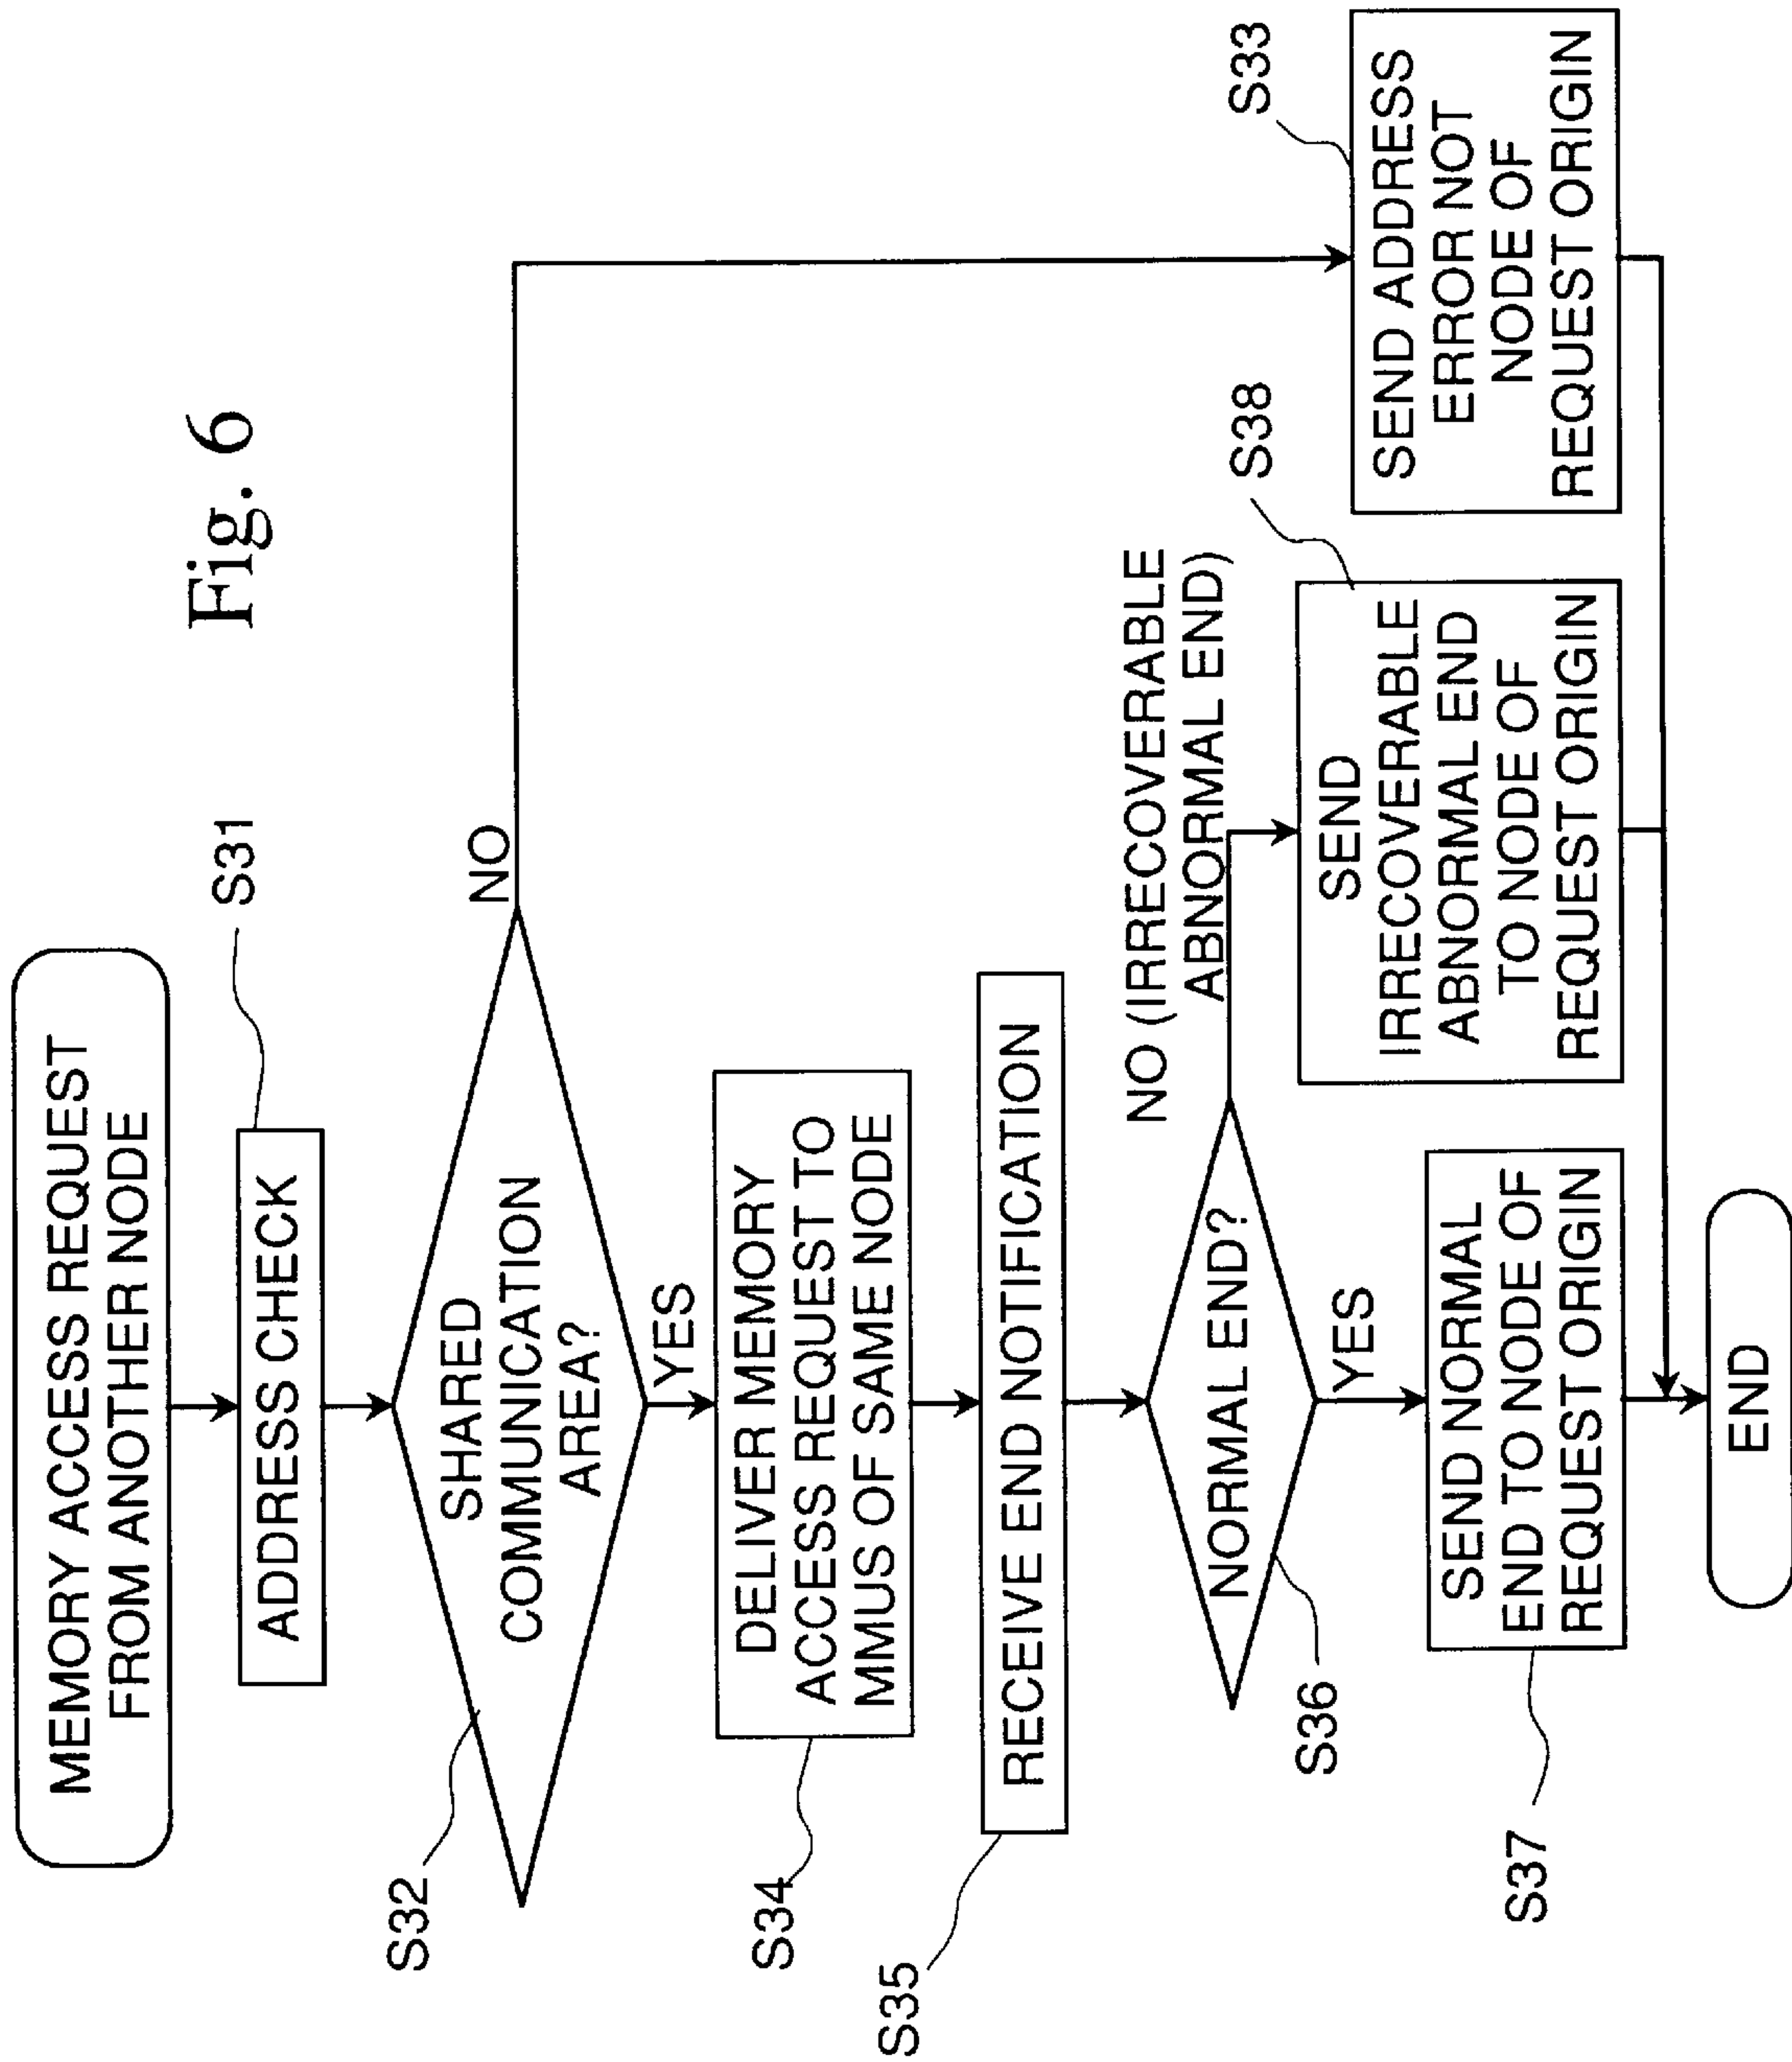 Fig. 6
MEMORY ACCESS REQUEST
FROM ANOTHER NODE
S31
ADDRESS CHECK
S32
SHARED
COMMUNICATION
AREA?
NO
YES
S34
DELIVER MEMORY
ACCESS REQUEST TO
MMUS OF SAME NODE
S35
RECEIVE END NOTIFICATION
NORMAL END?
S36
NO (IRRECOVERABLE
ABNORMAL END)
YES
S37
SEND NORMAL
END TO NODE OF
REQUEST ORIGIN
S38
SEND
IRRECOVERABLE
ABNORMAL END
TO NODE OF
REQUEST ORIGIN
S33
SEND ADDRESS
ERROR NOT
NODE OF
REQUEST ORIGIN
END